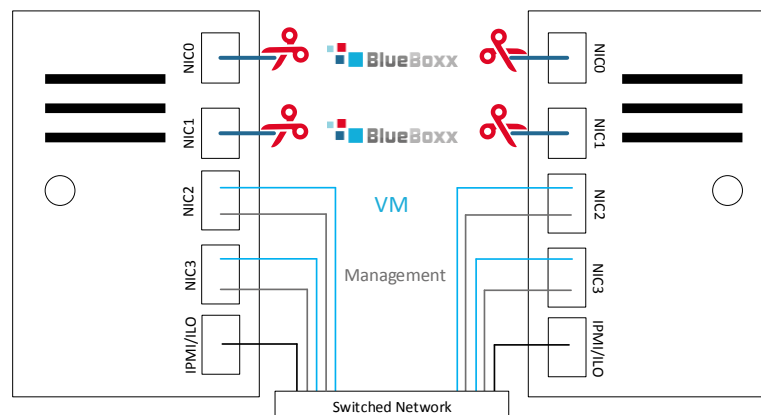 NIC0
BlueBoxx
NIC0
NIC1
BlueBoxx
NIC1
NIC2
VM
NIC2
NIC3
Management
NIC3
IPMI/ILO
IPMI/ILO
Switched Network